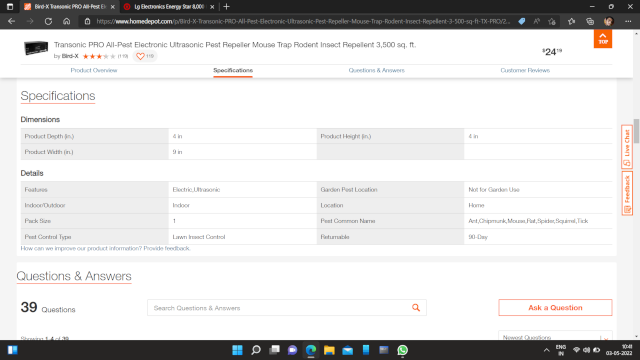 Bird-X Transonic PRO All-Pest El
Lg Electronics Energy Star 8,000
https://www.homedepot.com/p/Bird-X-Transonic-PRO-All-Pest-Electronic-Ultrasonic-Pest-Repeller-Mouse-Trap-Rodent-Insect-Repellent-3-500-sq-ft-TX-PRO/2...
Transonic PRO All-Pest Electronic Ultrasonic Pest Repeller Mouse Trap Rodent Insect Repellent 3,500 sq. ft.
by Bird-X
(119)
119
$24.19
TOP
Product Overview
Specifications
Questions & Answers
Customer Reviews
Specifications
Dimensions
Product Depth (in.) 4 in Product Height (in.) 4 in
Product Width (in.) 9 in
Details
Features Electric,Ultrasonic Garden Pest Location Not for Garden Use
Indoor/Outdoor Indoor Location Home
Pack Size 1 Pest Common Name Ant,Chipmunk,Mouse,Rat,Spider,Squirrel,Tick
Pest Control Type Lawn Insect Control Returnable 90-Day
How can we improve our product information? Provide feedback.
Live Chat
Feedback
Questions & Answers
39 Questions
Search Questions & Answers
Ask a Question
Showing 1-4 of 39
Newest Questions
ENG
IN
10:41
03-05-2022